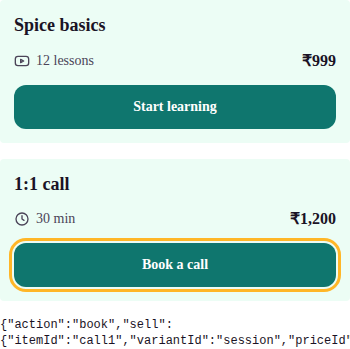 Spice basics
12 lessons ₹999
Start learning
1:1 call
30 min ₹1,200
Book a call
{"action":"book","sell":
{"itemId":"call1","variantId":"session","priceId"